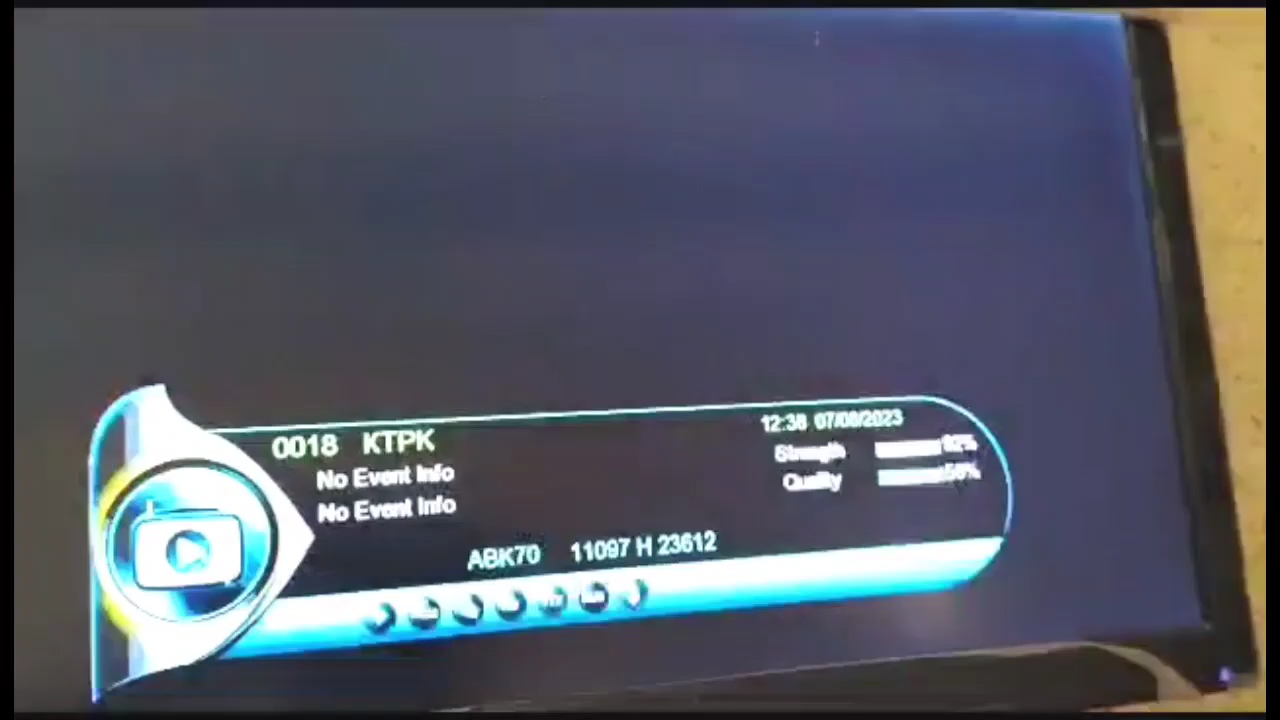 0018 KTPK
12:38 07/08/2023
No Event Info
Strength
No Event Info
Quality
ABK70 11097 H 23612